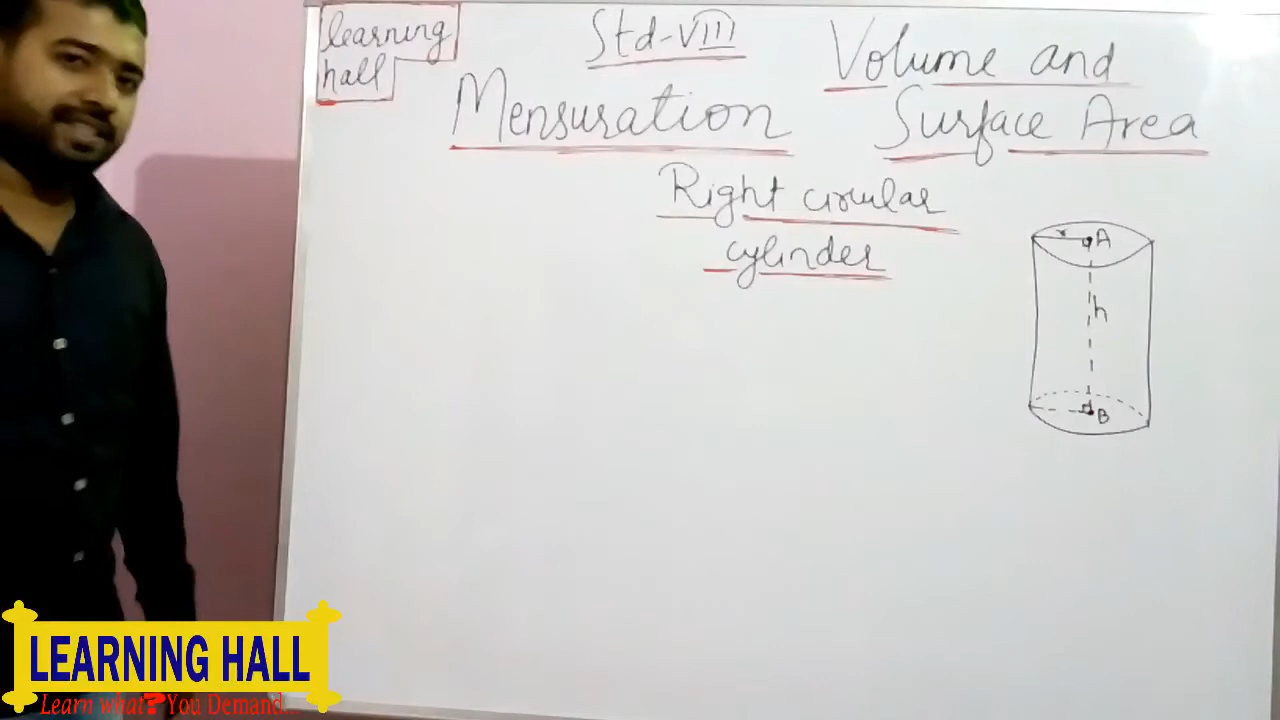 learning
hall
Std-VIII
Mensuration
Volume and
Surface Area
Right circular
cylinder
r
A
h
B
LEARNING HALL
Learn what? You Demand...